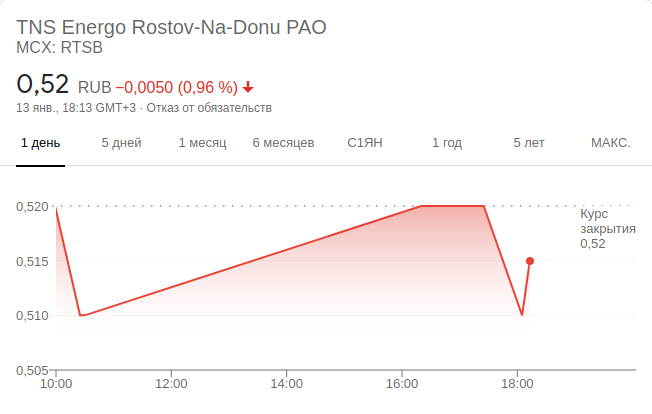 TNS Energo Rostov-Na-Donu PAO
MCX: RTSB
0,52 RUB −0,0050 (0,96 %)
13 янв., 18:13 GMT+3 · Отказ от обязательств
1 день 5 дней 1 месяц 6 месяцев С1ЯН 1 год 5 лет МАКС.
0,520
Курс
закрытия
0,52
0,515
0,510
0,505
10:00 12:00 14:00 16:00 18:00